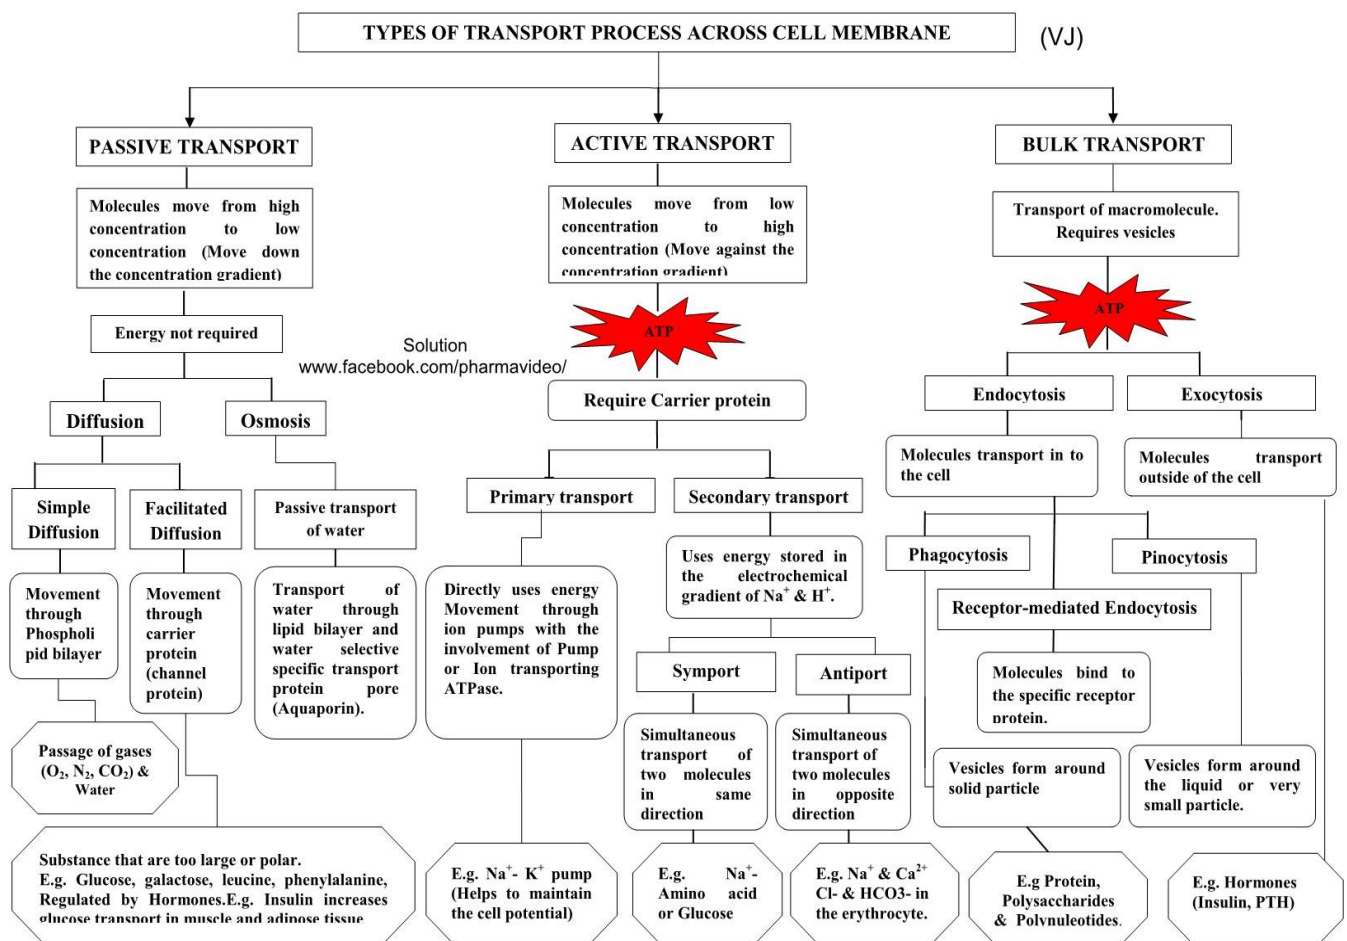 TYPES OF TRANSPORT PROCESS ACROSS CELL MEMBRANE
(VJ)
PASSIVE TRANSPORT
ACTIVE TRANSPORT
BULK TRANSPORT
Molecules move from high
concentration to low
concentration (Move down
the concentration gradient)
Molecules move from low
concentration to high
concentration (Move against the
concentration gradient)
Transport of macromolecule.
Requires vesicles
ATP
ATP
Energy not required
Solution
www.facebook.com/pharmavideo/
Require Carrier protein
Diffusion
Osmosis
Endocytosis
Exocytosis
Molecules transport in to
the cell
Molecules transport
outside of the cell
Simple
Diffusion
Facilitated
Diffusion
Passive transport
of water
Primary transport
Secondary transport
Phagocytosis
Pinocytosis
Movement
through
Phospholi
pid bilayer
Movement
through
carrier
protein
(channel
protein)
Transport of
water through
lipid bilayer and
water selective
specific transport
protein pore
(Aquaporin).
Directly uses energy
Movement through
ion pumps with the
involvement of Pump
or Ion transporting
ATPase.
Uses energy stored in
the electrochemical
gradient of Na⁺ & H⁺.
Receptor-mediated Endocytosis
Symport
Antiport
Molecules bind to
the specific receptor
protein.
Passage of gases
(O₂, N₂, CO₂) &
Water
Simultaneous
transport of
two molecules
in same
direction
Simultaneous
transport of
two molecules
in opposite
direction
Vesicles form around
solid particle
Vesicles form around
the liquid or very
small particle.
Substance that are too large or polar.
E.g. Glucose, galactose, leucine, phenylalanine,
Regulated by Hormones.E.g. Insulin increases
glucose transport in muscle and adipose tissue
E.g. Na⁺- K⁺ pump
(Helps to maintain
the cell potential)
E.g. Na⁺-
Amino acid
or Glucose
E.g. Na⁺ & Ca²⁺
Cl- & HCO3- in
the erythrocyte.
E.g Protein,
Polysaccharides
& Polynuleotides.
E.g. Hormones
(Insulin, PTH)